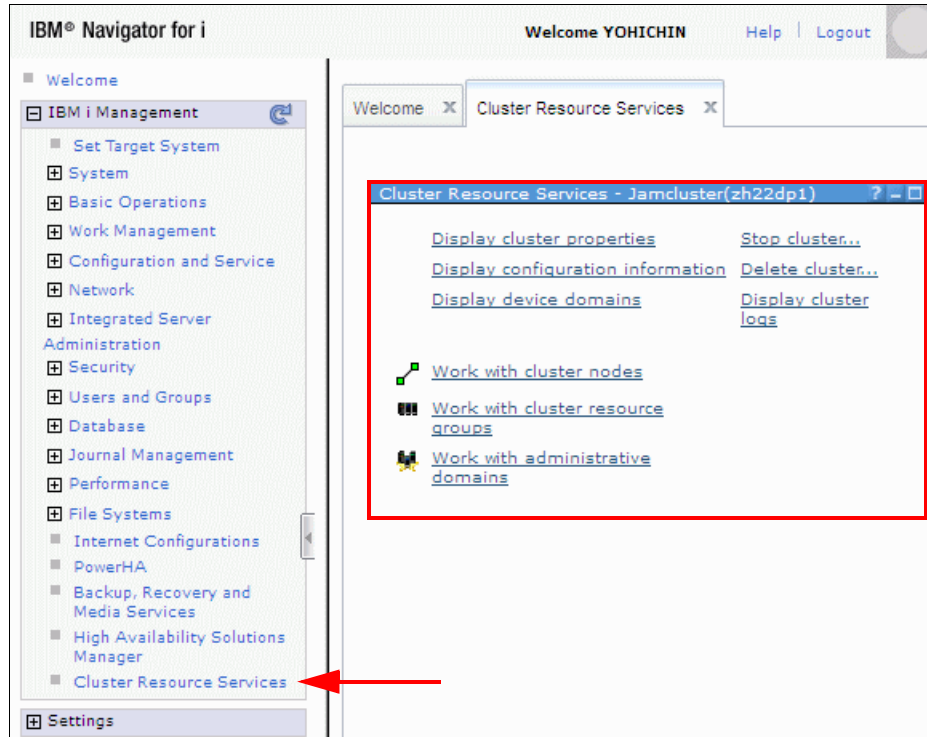 IBM® Navigator for i
Welcome YOHICHIN
Help
Logout
Welcome
IBM i Management
Set Target System
System
Basic Operations
Work Management
Configuration and Service
Network
Integrated Server
Administration
Security
Users and Groups
Database
Journal Management
Performance
File Systems
Internet Configurations
PowerHA
Backup, Recovery and
Media Services
High Availability Solutions
Manager
Cluster Resource Services
Settings
Welcome X
Cluster Resource Services X
Cluster Resource Services - Jamcluster(zh22dp1) ?
Display cluster properties
Stop cluster...
Display configuration information
Delete cluster...
Display device domains
Display cluster
logs
Work with cluster nodes
Work with cluster resource
groups
Work with administrative
domains